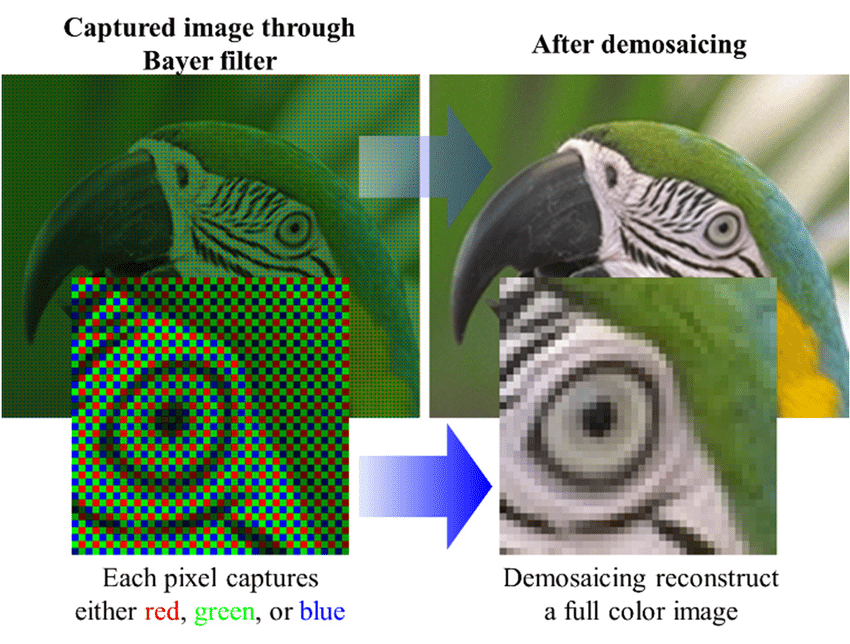 Captured image through
Bayer filter
After demosaicing
Each pixel captures
either red, green, or blue
Demosaicing reconstruct
a full color image